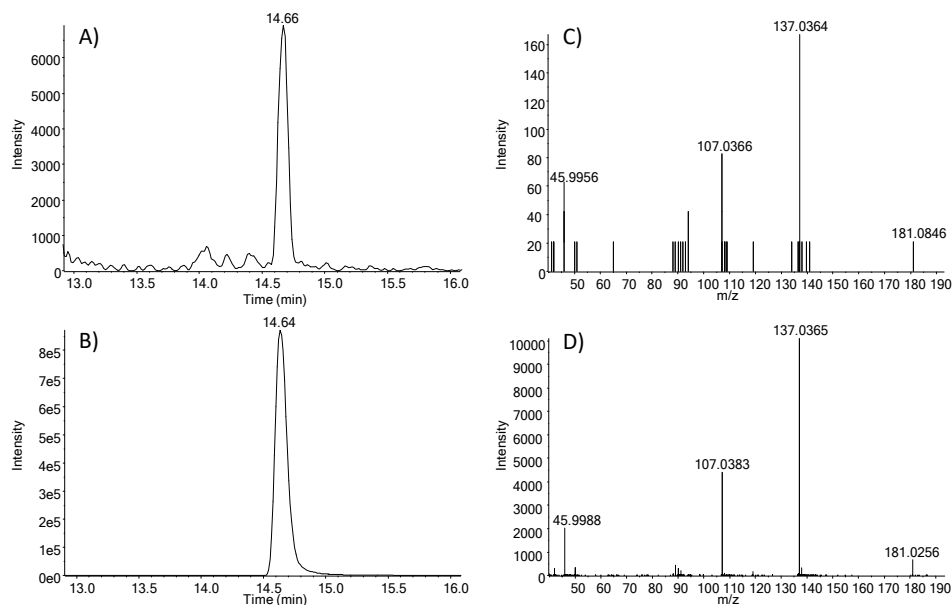 A)
14.66
Intensity
6000
5000
4000
3000
2000
1000
0
13.0 13.5 14.0 14.5 15.0 15.5 16.0
Time (min)
C)
137.0364
Intensity
160
140
120
107.0366
100
80
45.9956
60
40
181.0846
20
0
50 60 70 80 90 100 110 120 130 140 150 160 170 180 190
m/z
B)
14.64
Intensity
8e5
7e5
6e5
5e5
4e5
3e5
2e5
1e5
0e0
13.0 13.5 14.0 14.5 15.0 15.5 16.0
Time (min)
D)
137.0365
Intensity
10000
9000
8000
7000
6000
107.0383
5000
4000
3000
45.9988
2000
181.0256
1000
0
50 60 70 80 90 100 110 120 130 140 150 160 170 180 190
m/z